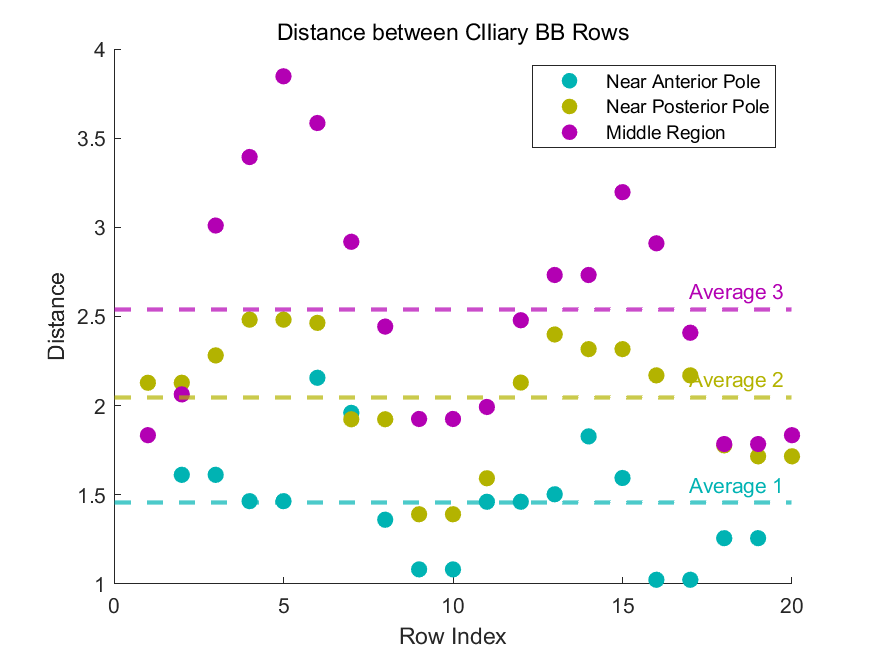 Distance between CIliary BB Rows
4
3.5
3
2.5
2
1.5
1
Distance
Near Anterior Pole
Near Posterior Pole
Middle Region
Average 3
Average 2
Average 1
0
5
10
15
20
Row Index